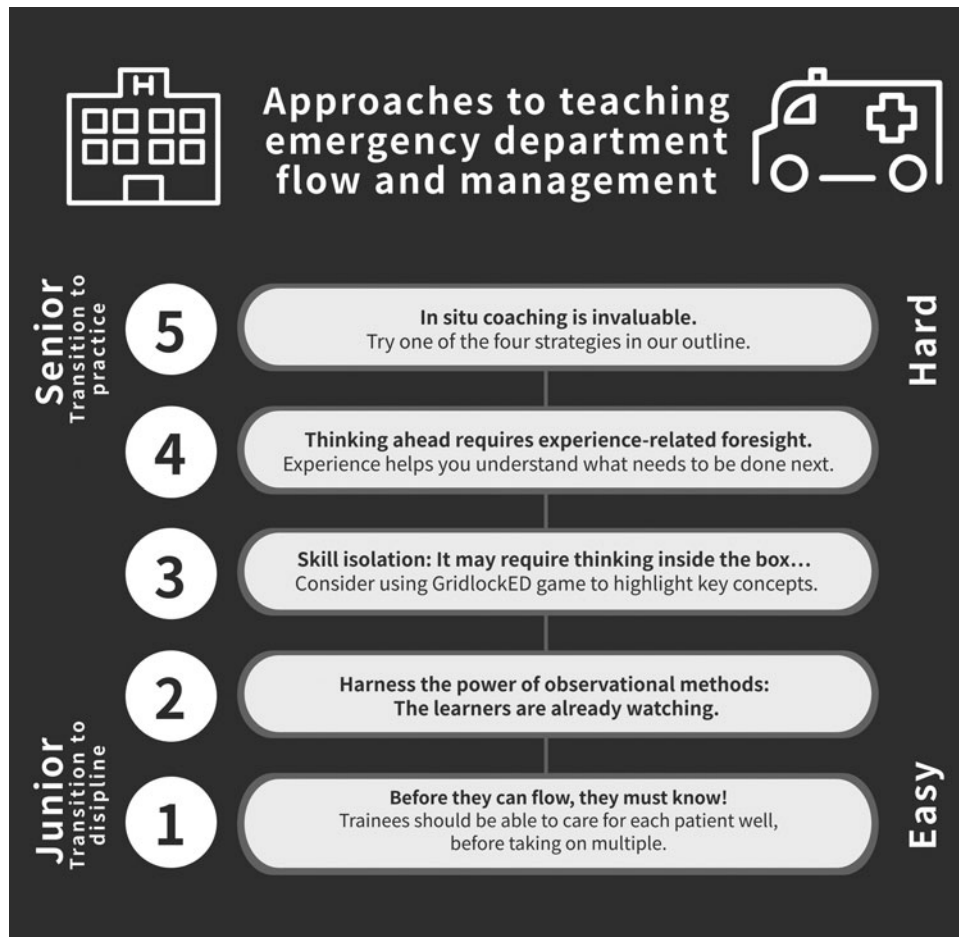 H
Approaches to teaching
emergency department
flow and management
Senior
Transition to
practice
Hard
5
In situ coaching is invaluable.
Try one of the four strategies in our outline.
4
Thinking ahead requires experience-related foresight.
Experience helps you understand what needs to be done next.
3
Skill isolation: It may require thinking inside the box...
Consider using GridlockED game to highlight key concepts.
2
Harness the power of observational methods:
The learners are already watching.
Junior
Transition to
disipline
Easy
1
Before they can flow, they must know!
Trainees should be able to care for each patient well,
before taking on multiple.